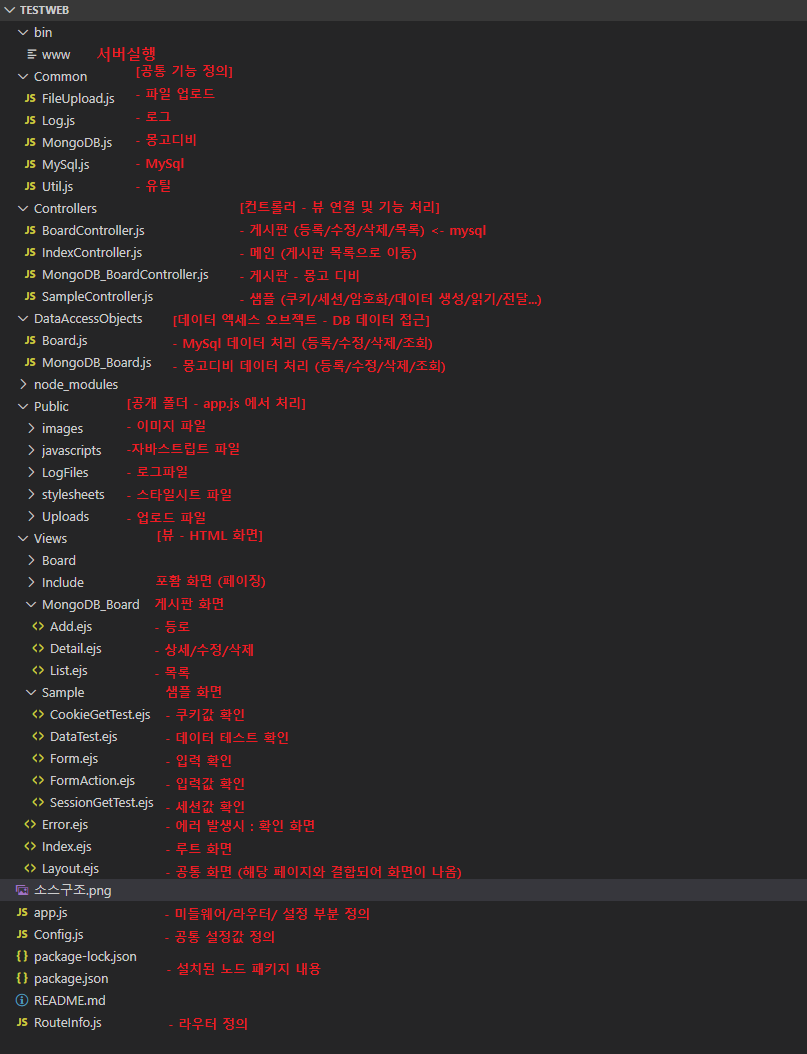 TESTWEB
bin
www 서버실행
Common [공통 기능 정의]
JS FileUpload.js - 파일 업로드
JS Log.js - 로그
JS MongoDB.js - 몽고디비
JS MySql.js - MySql
JS Util.js - 유틸
Controllers [컨트롤러 - 뷰 연결 및 기능 처리]
JS BoardController.js - 게시판 (등록/수정/삭제/목록) <- mysql
JS IndexController.js - 메인 (게시판 목록으로 이동)
JS MongoDB_BoardController.js - 게시판 - 몽고 디비
JS SampleController.js - 샘플 (쿠키/세션/암호화/데이터 생성/읽기/전달...)
DataAccessObjects [데이터 엑세스 오브젝트 - DB 데이터 접근]
JS Board.js - MySql 데이터 처리 (등록/수정/삭제/조회)
JS MongoDB_Board.js - 몽고디비 데이터 처리 (등록/수정/삭제/조회)
node_modules
Public [공개 폴더 - app.js 에서 처리]
images - 이미지 파일
javascripts -자바스트립트 파일
LogFiles - 로그파일
stylesheets - 스타일시트 파일
Uploads - 업로드 파일
Views [뷰 - HTML 화면]
Board
Include 포함 화면 (페이징)
MongoDB_Board 게시판 화면
<> Add.ejs - 등로
<> Detail.ejs - 상세/수정/삭제
<> List.ejs - 목록
Sample 샘플 화면
<> CookieGetTest.ejs - 쿠키값 확인
<> DataTest.ejs - 데이터 테스트 확인
<> Form.ejs - 입력 확인
<> FormAction.ejs - 입력값 확인
<> SessionGetTest.ejs - 세션값 확인
<> Error.ejs - 에러 발생시 : 확인 화면
<> Index.ejs - 루트 화면
<> Layout.ejs - 공통 화면 (해당 페이지와 결합되어 화면이 나옴)
소스구조.png
JS app.js - 미들웨어/라우터/ 설정 부분 정의
JS Config.js - 공통 설정값 정의
{} package-lock.json - 설치된 노드 패키지 내용
{} package.json
README.md
JS RouteInfo.js - 라우터 정의